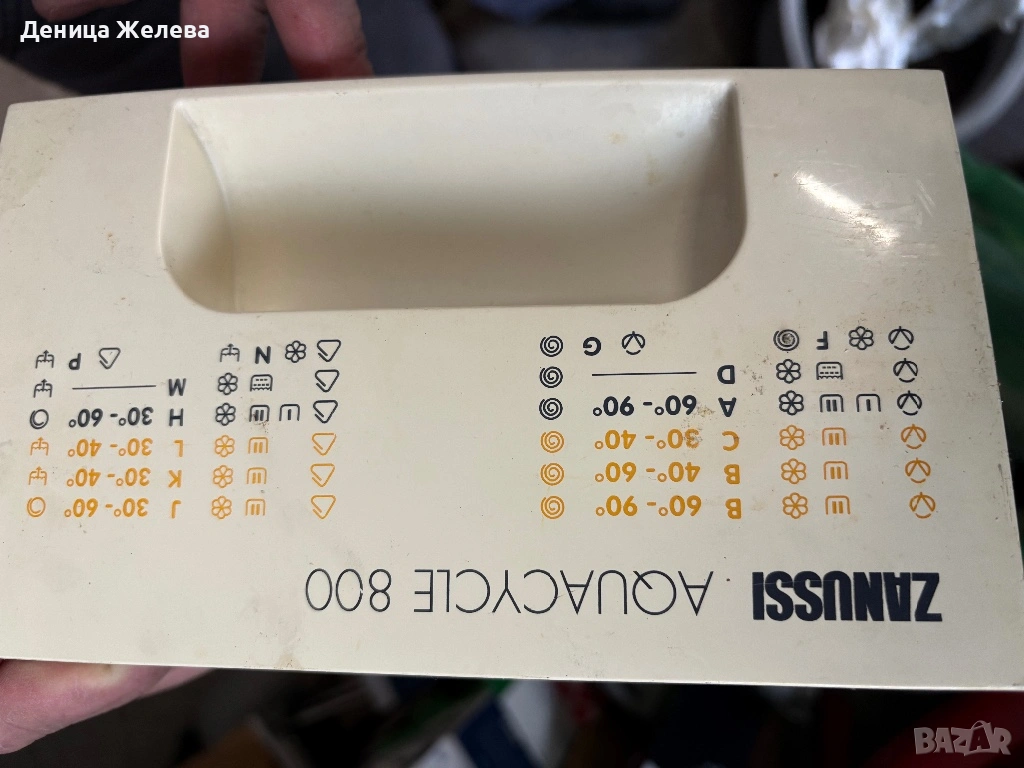 Деница Желева
ZANUSSI AQUACYCLE 800
B 60°- 90° J 30°- 60°
B 40°- 60° K 30°- 40°
C 30°- 40° L 30°- 40°
A 60°- 90° H 30°- 60°
D M
F G N P
BAZAR